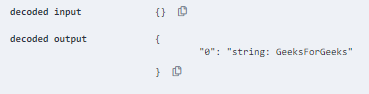 decoded input {}
decoded output {
"0": "string: GeeksForGeeks"
}